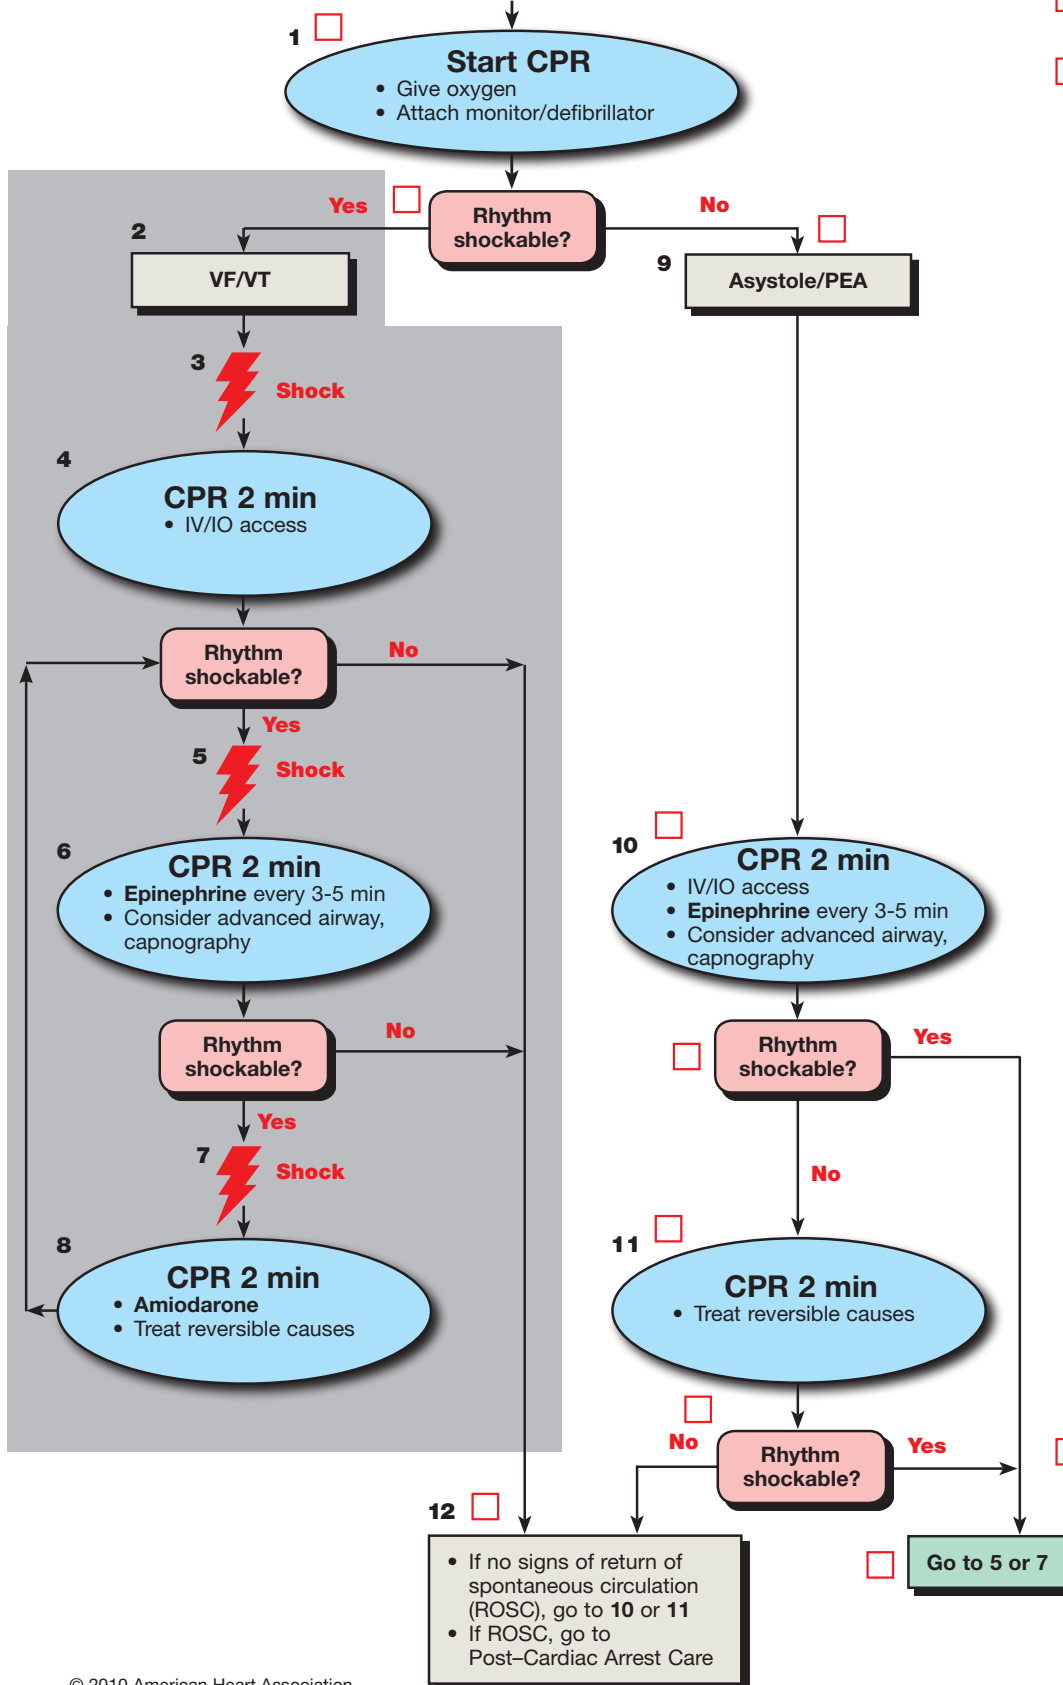 1
Start CPR
• Give oxygen
• Attach monitor/defibrillator
Yes
Rhythm
shockable?
No
2
VF/VT
9
Asystole/PEA
3
Shock
4
CPR 2 min
• IV/IO access
Rhythm
shockable?
No
Yes
5
Shock
6
CPR 2 min
• Epinephrine every 3-5 min
• Consider advanced airway,
capnography
Rhythm
shockable?
No
Yes
7
Shock
8
CPR 2 min
• Amiodarone
• Treat reversible causes
10
CPR 2 min
• IV/IO access
• Epinephrine every 3-5 min
• Consider advanced airway,
capnography
Rhythm
shockable?
Yes
No
11
CPR 2 min
• Treat reversible causes
No
Rhythm
shockable?
Yes
12
• If no signs of return of
spontaneous circulation
(ROSC), go to 10 or 11
• If ROSC, go to
Post–Cardiac Arrest Care
Go to 5 or 7
© 2010 American Heart Association